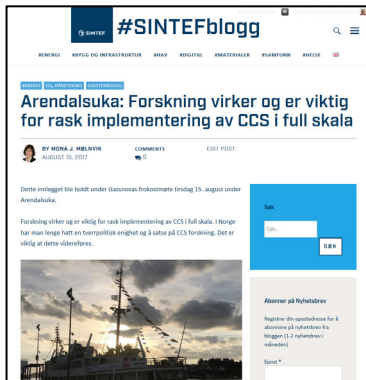 SINTEF
#SINTEFblogg
#ENERGI #BYGG OG INFRASTRUKTUR #HAV #DIGITAL #MATERIALER #SAMFUNN #HELSE
#ENERGI CO₂ HÅNDTERING GASSTEKNOLOGI
Arendalsuka: Forskning virker og er viktig
for rask implementering av CCS i full skala
BY MONA J. MØLNVIK
AUGUST 15, 2017
COMMENTS
0
EDIT POST
Dette innlegget ble holdt under Gassnovas frokostmøte tirsdag 15. august under
Arendalsuka.
Forskning virker og er viktig for rask implementering av CCS i full skala. I Norge
har man lenge hatt en tverrpolitisk enighet og å satse på CCS forskning. Det er
viktig at dette videreføres.
Søk
Søk..
SØK
Abonner på Nyhetsbrev
Registrer din epostadresse for å
abonnere på nyhetsbrev fra
bloggen (1-2 nyhetsbrev i
måneden)
Epost *